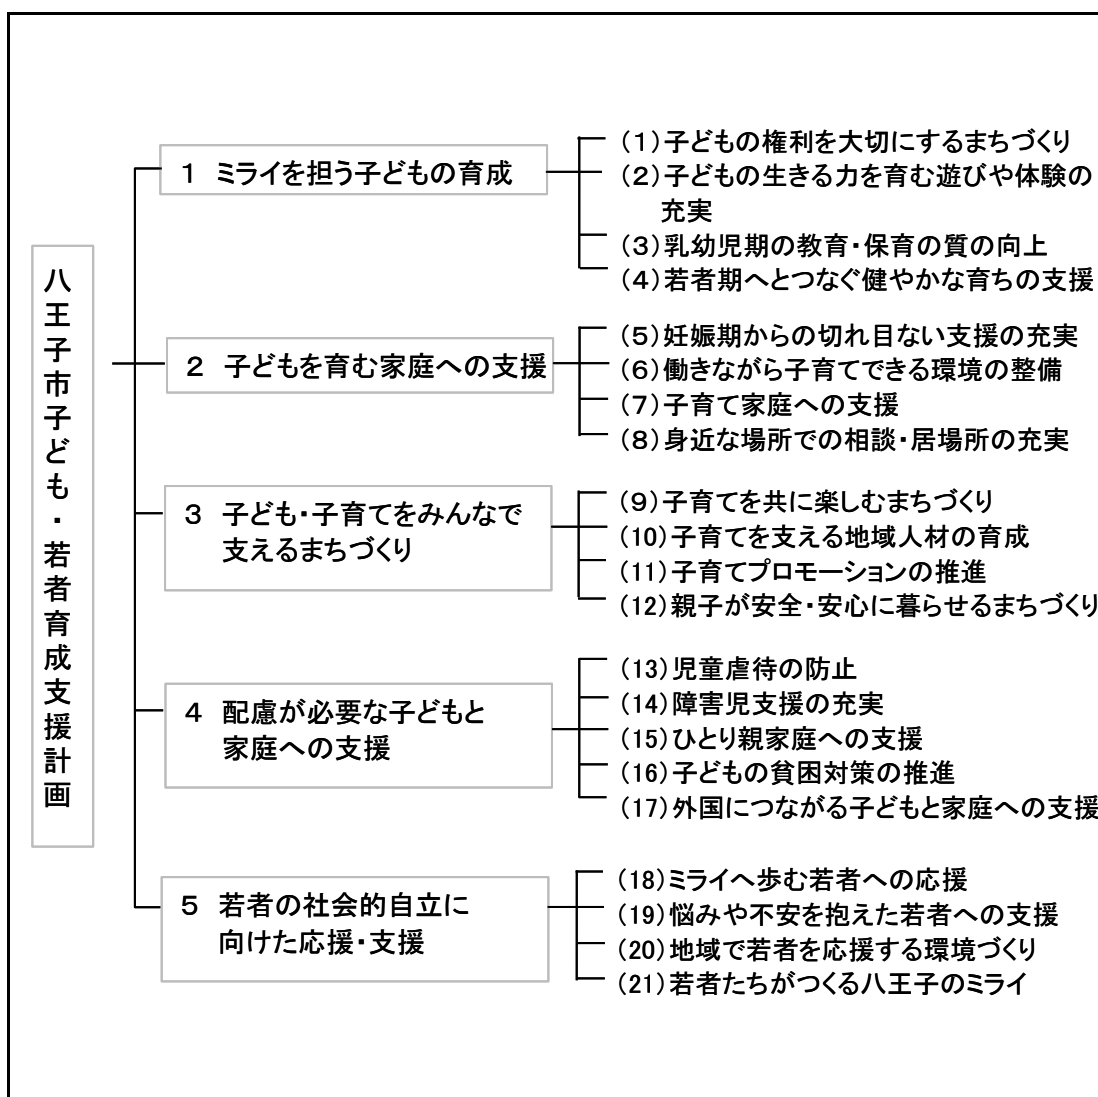 八王子市子ども・若者育成支援計画
1 ミライを担う子どもの育成
(1)子どもの権利を大切にするまちづくり
(2)子どもの生きる力を育む遊びや体験の
充実
(3)乳幼児期の教育・保育の質の向上
(4)若者期へとつなぐ健やかな育ちの支援
2 子どもを育む家庭への支援
(5)妊娠期からの切れ目ない支援の充実
(6)働きながら子育てできる環境の整備
(7)子育て家庭への支援
(8)身近な場所での相談・居場所の充実
3 子ども・子育てをみんなで
支えるまちづくり
(9)子育てを共に楽しむまちづくり
(10)子育てを支える地域人材の育成
(11)子育てプロモーションの推進
(12)親子が安全・安心に暮らせるまちづくり
4 配慮が必要な子どもと
家庭への支援
(13)児童虐待の防止
(14)障害児支援の充実
(15)ひとり親家庭への支援
(16)子どもの貧困対策の推進
(17)外国につながる子どもと家庭への支援
5 若者の社会的自立に
向けた応援・支援
(18)ミライへ歩む若者への応援
(19)悩みや不安を抱えた若者への支援
(20)地域で若者を応援する環境づくり
(21)若者たちがつくる八王子のミライ